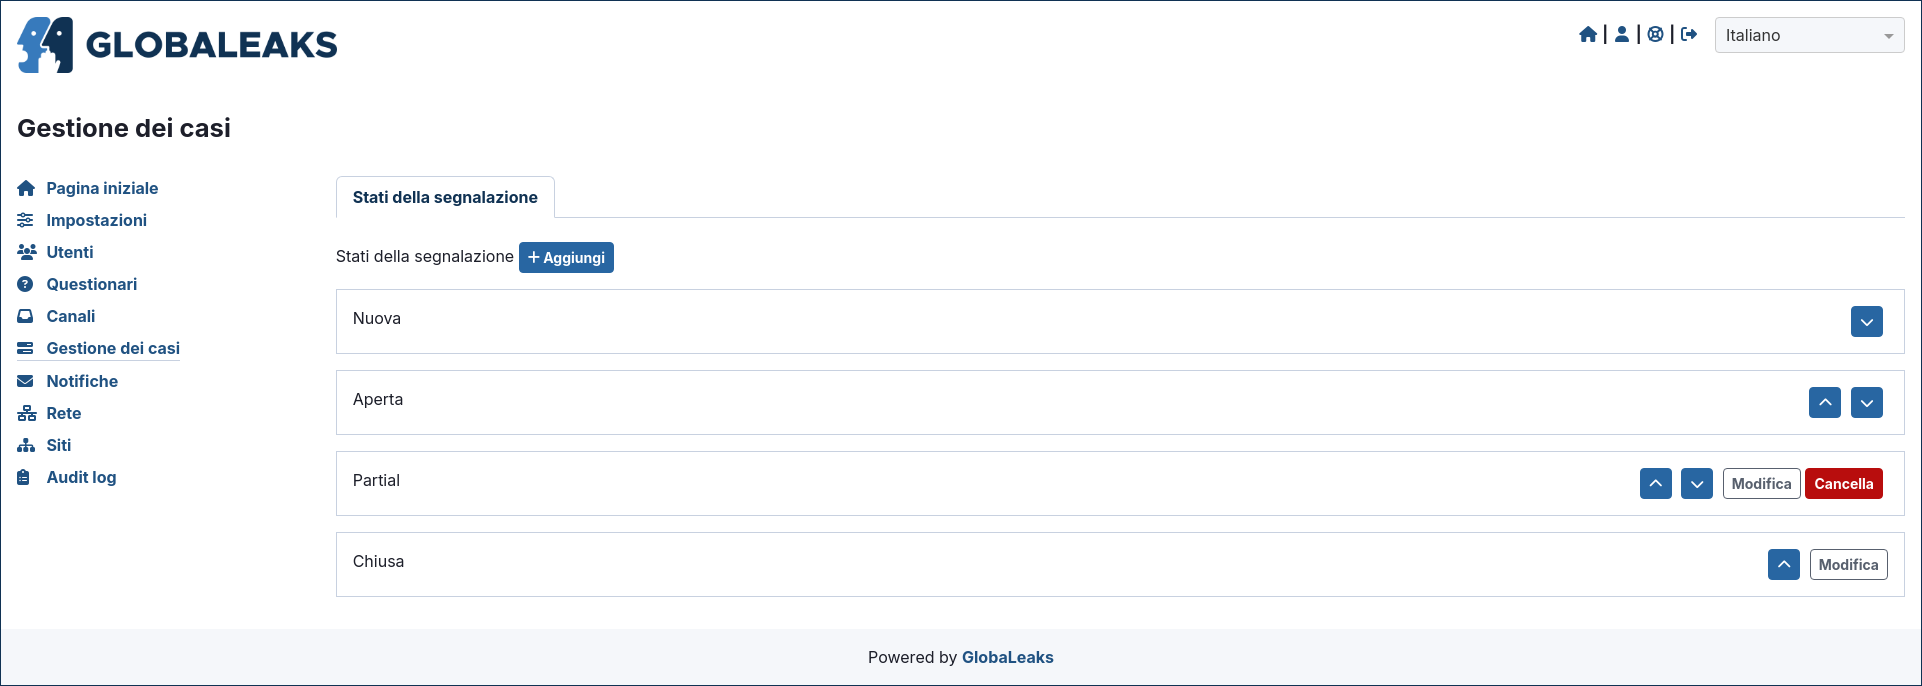 GLOBALEAKS
Italiano
Gestione dei casi
Pagina iniziale
Impostazioni
Utenti
Questionari
Canali
Gestione dei casi
Notifiche
Rete
Siti
Audit log
Stati della segnalazione
Stati della segnalazione Aggiungi
Nuova
Aperta
Partial Modifica Cancella
Chiusa Modifica
Powered by GlobaLeaks